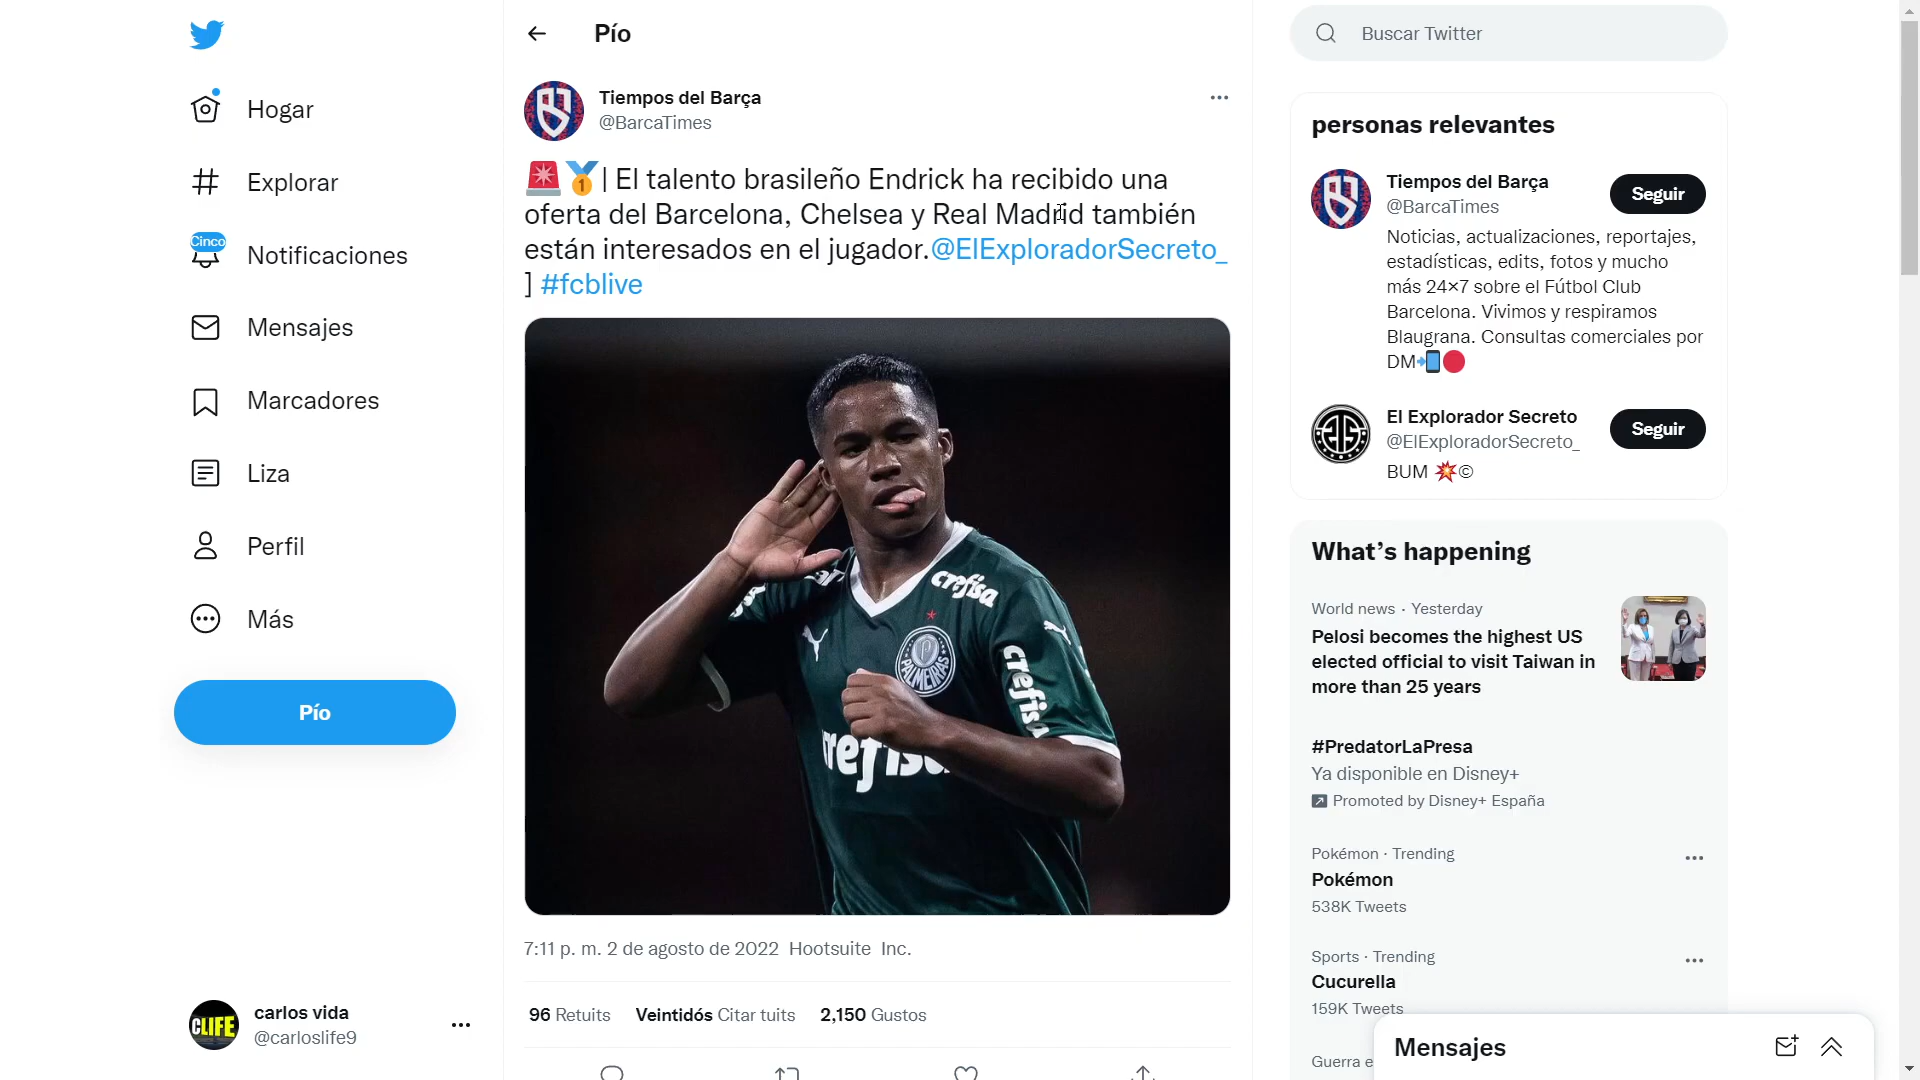 Pío
Hogar
Explorar
Cinco
Notificaciones
Mensajes
Marcadores
Liza
Perfil
Más
Pío
carlos vida
@carloslife9
Tiempos del Barça
@BarcaTimes
🚨🥇| El talento brasileño Endrick ha recibido una
oferta del Barcelona, Chelsea y Real Madrid también
están interesados en el jugador.@ElExploradorSecreto_
] #fcblive
crefisa
PALMEIRAS
crefisa
crefisa
7:11 p. m. 2 de agosto de 2022 Hootsuite Inc.
96 Retuits Veintidós Citar tuits 2,150 Gustos
Buscar Twitter
personas relevantes
Tiempos del Barça
@BarcaTimes
Seguir
Noticias, actualizaciones, reportajes,
estadísticas, edits, fotos y mucho
más 24×7 sobre el Fútbol Club
Barcelona. Vivimos y respiramos
Blaugrana. Consultas comerciales por
DM📲🔴
El Explorador Secreto
@ElExploradorSecreto_
Seguir
BUM 💥©
What’s happening
World news · Yesterday
Pelosi becomes the highest US
elected official to visit Taiwan in
more than 25 years
#PredatorLaPresa
Ya disponible en Disney+
Promoted by Disney+ España
Pokémon · Trending
Pokémon
538K Tweets
Sports · Trending
Cucurella
159K Tweets
Guerra e
Mensajes
CLIFE